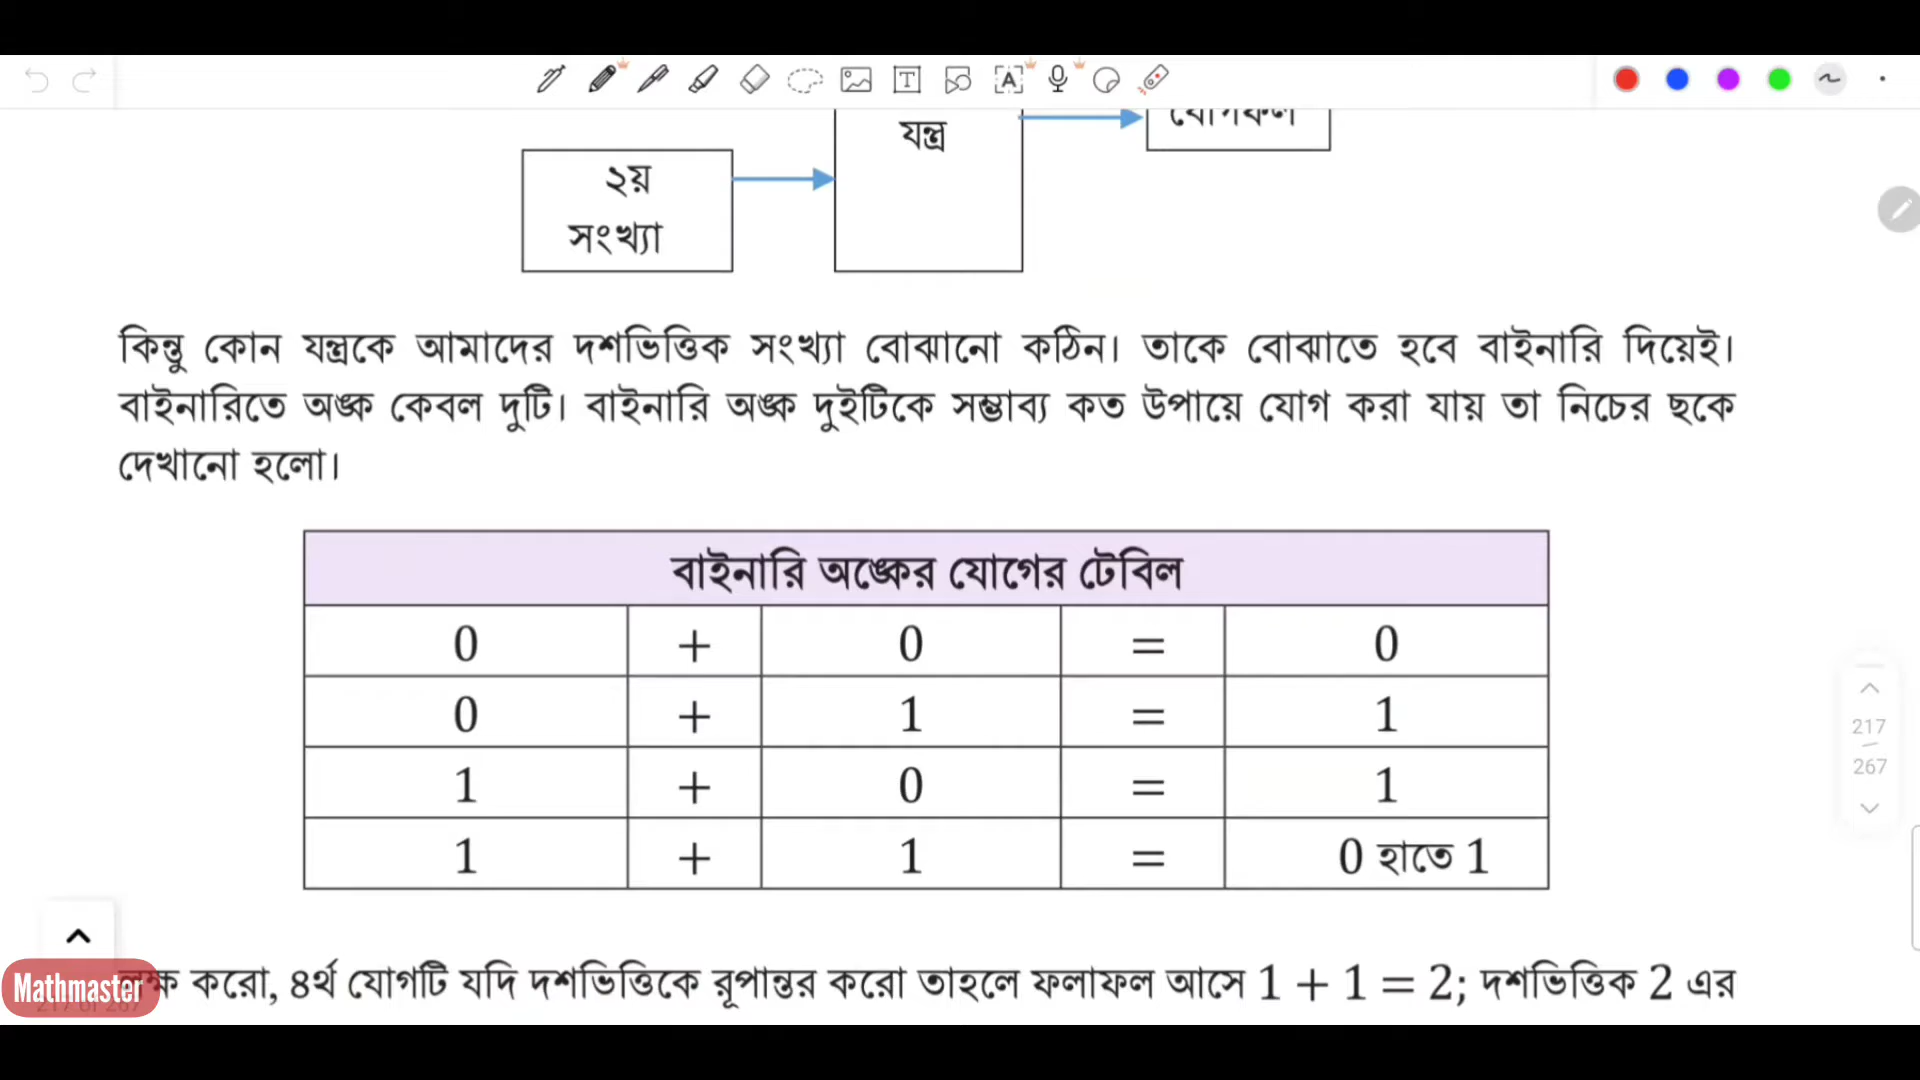 যোগফল
যন্ত্র
২য়
সংখ্যা
কিন্তু কোন যন্ত্রকে আমাদের দশভিত্তিক সংখ্যা বোঝানো কঠিন। তাকে বোঝাতে হবে বাইনারি দিয়েই।
বাইনারিতে অঙ্ক কেবল দুটি। বাইনারি অঙ্ক দুইটিকে সম্ভাব্য কত উপায়ে যোগ করা যায় তা নিচের ছকে
দেখানো হলো।
বাইনারি অঙ্কের যোগের টেবিল
0 + 0 = 0
0 + 1 = 1
1 + 0 = 1
1 + 1 = 0 হাতে 1
217
267
করো, ৪র্থ যোগটি যদি দশভিত্তিকে রূপান্তর করো তাহলে ফলাফল আসে 1 + 1 = 2; দশভিত্তিক 2 এর
Mathmaster